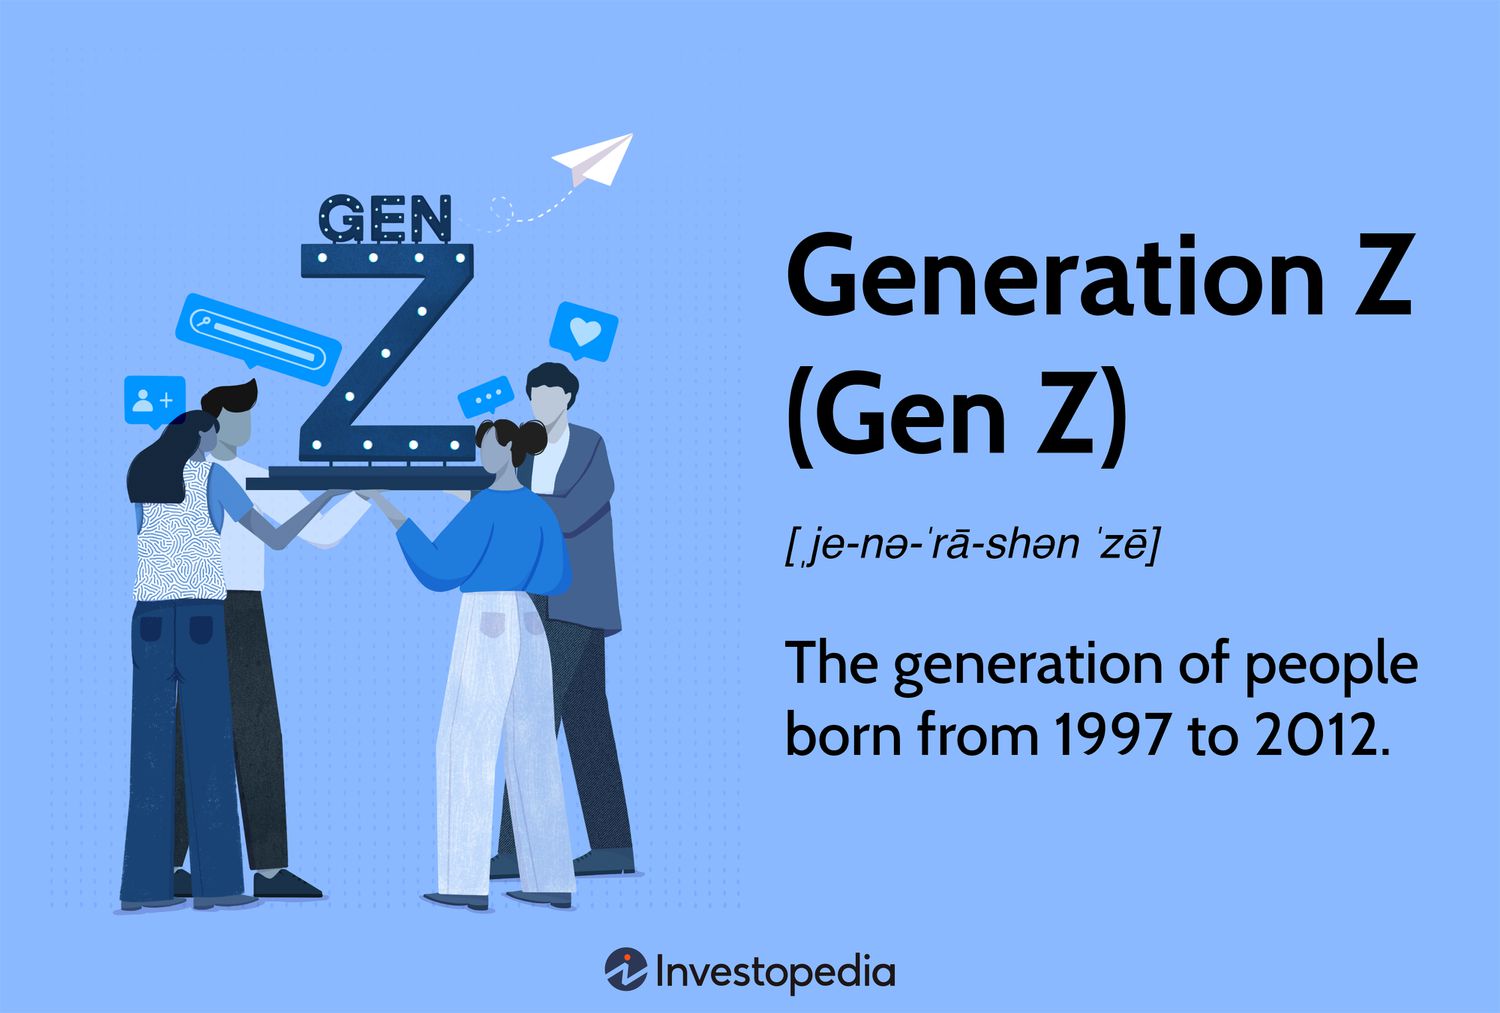 GEN
Z
Generation Z
(Gen Z)
[ˌje-nə-ˈrā-shən ˈzē]
The generation of people
born from 1997 to 2012.
Investopedia